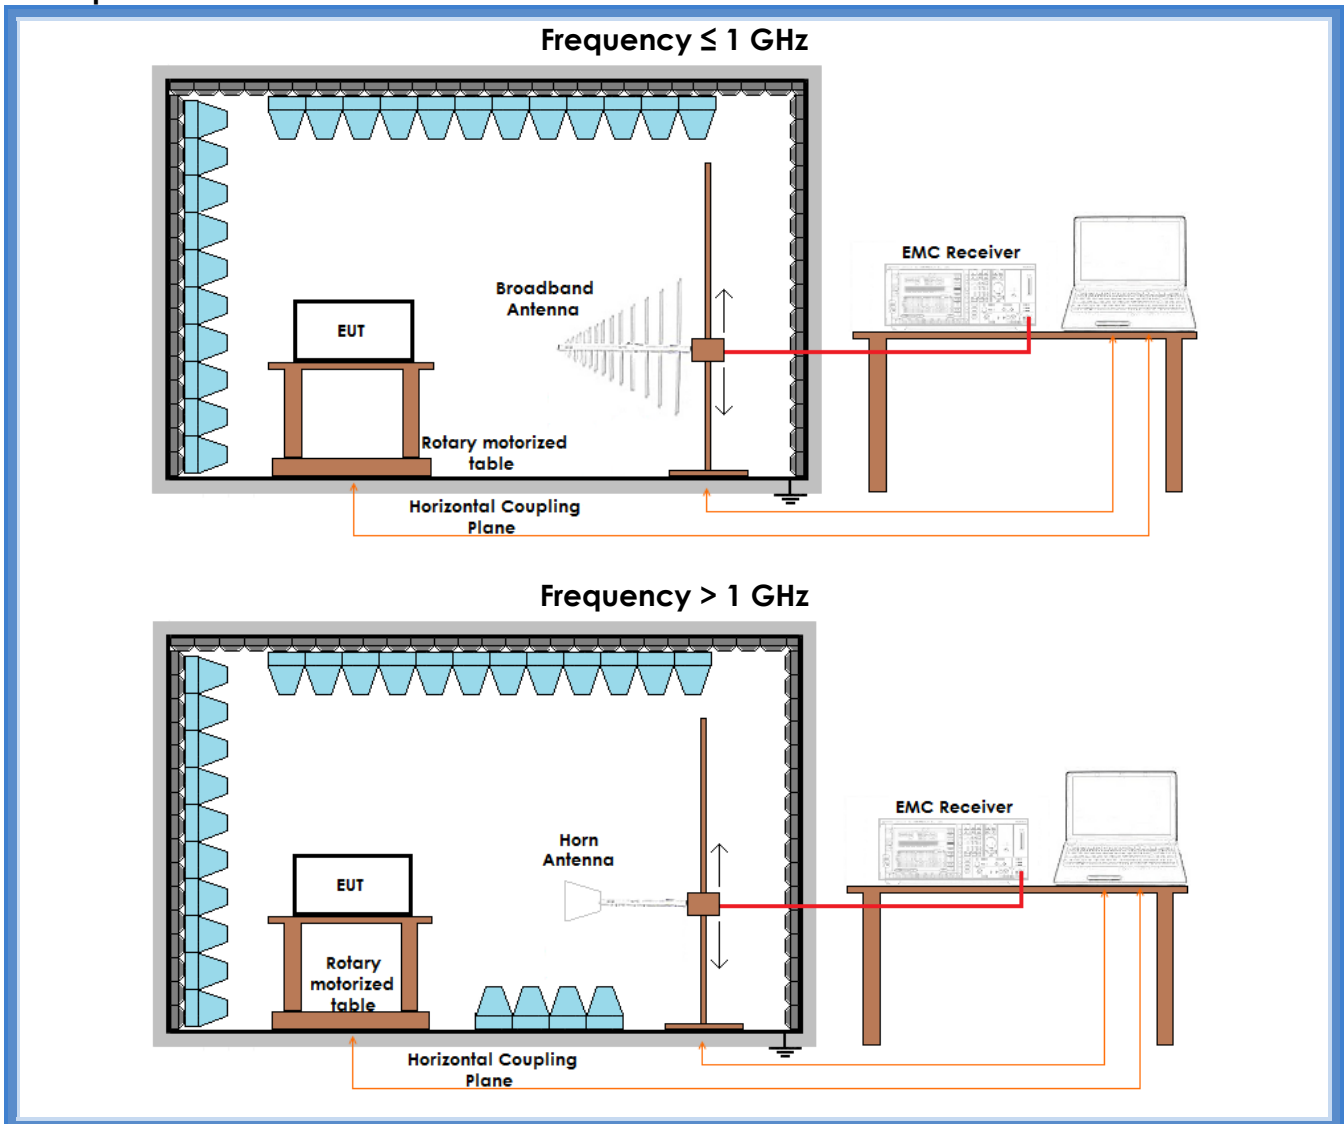 Frequency ≤ 1 GHz
EMC Receiver
Broadband
Antenna
EUT
Rotary motorized
table
Horizontal Coupling
Plane
Frequency > 1 GHz
EMC Receiver
Horn
Antenna
EUT
Rotary
motorized
table
Horizontal Coupling
Plane